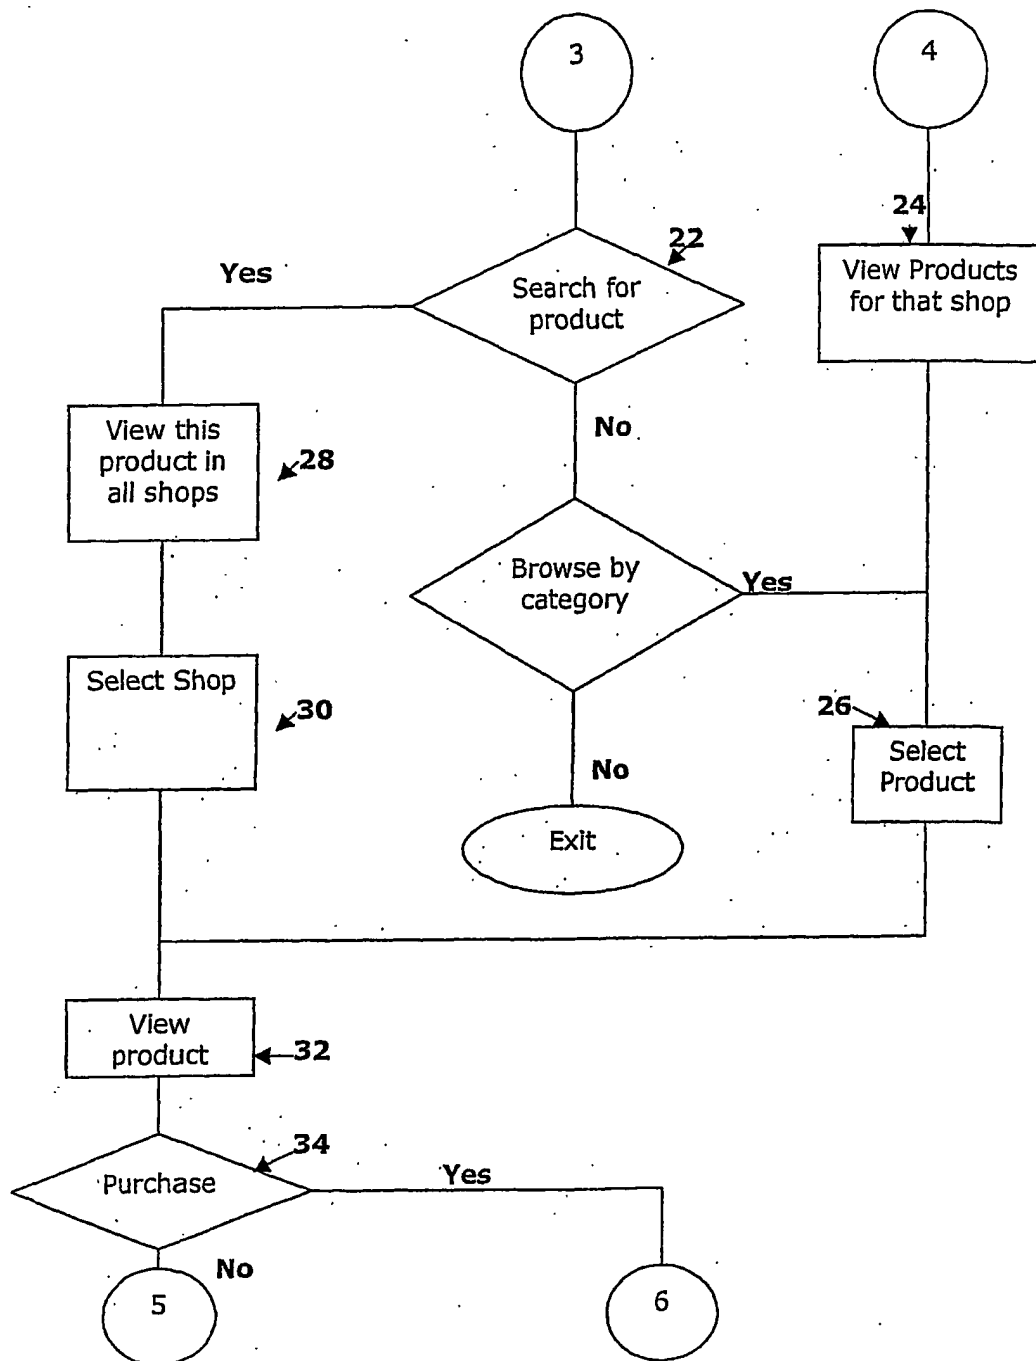 3
4
24
22
Yes
Search for
product
View Products
for that shop
No
View this
product in
all shops
28
Browse by
category
Yes
Select Shop
30
26
Select
Product
No
Exit
View
product
32
34
Purchase
Yes
No
5
6